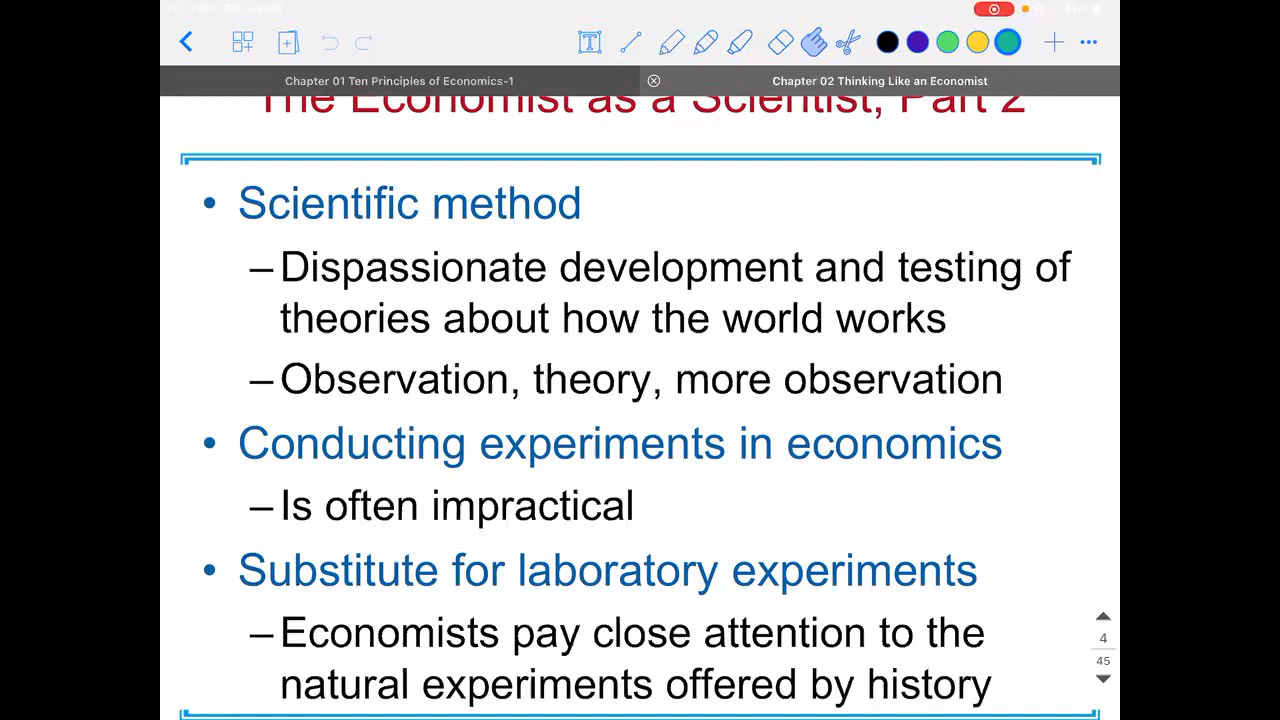 Chapter 01 Ten Principles of Economics-1
Chapter 02 Thinking Like an Economist
The Economist as a Scientist, Part 2
• Scientific method
– Dispassionate development and testing of
theories about how the world works
– Observation, theory, more observation
• Conducting experiments in economics
– Is often impractical
• Substitute for laboratory experiments
– Economists pay close attention to the
natural experiments offered by history
4
45